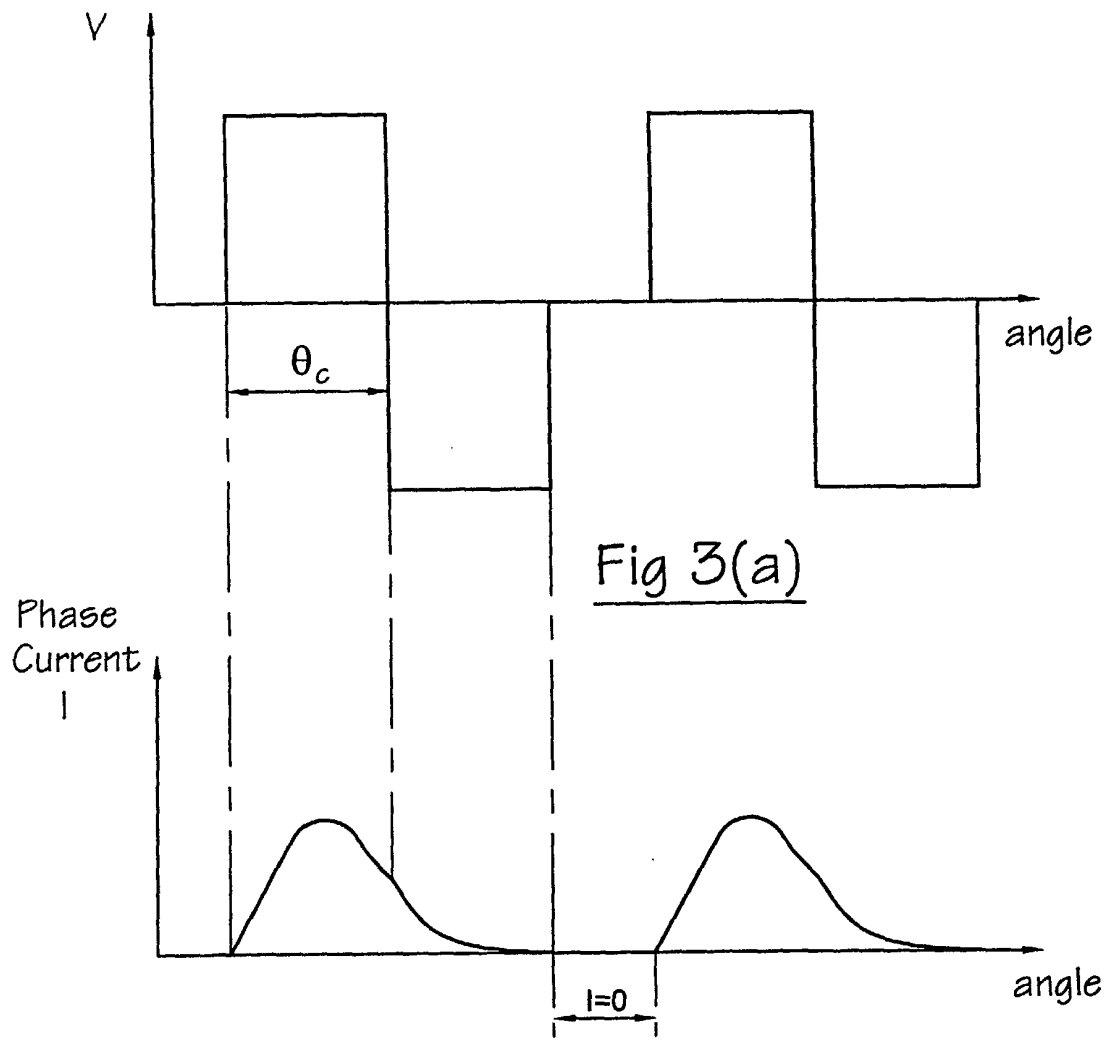 V
angle
θc
Fig 3(a)
Phase
Current
I
angle
I=0